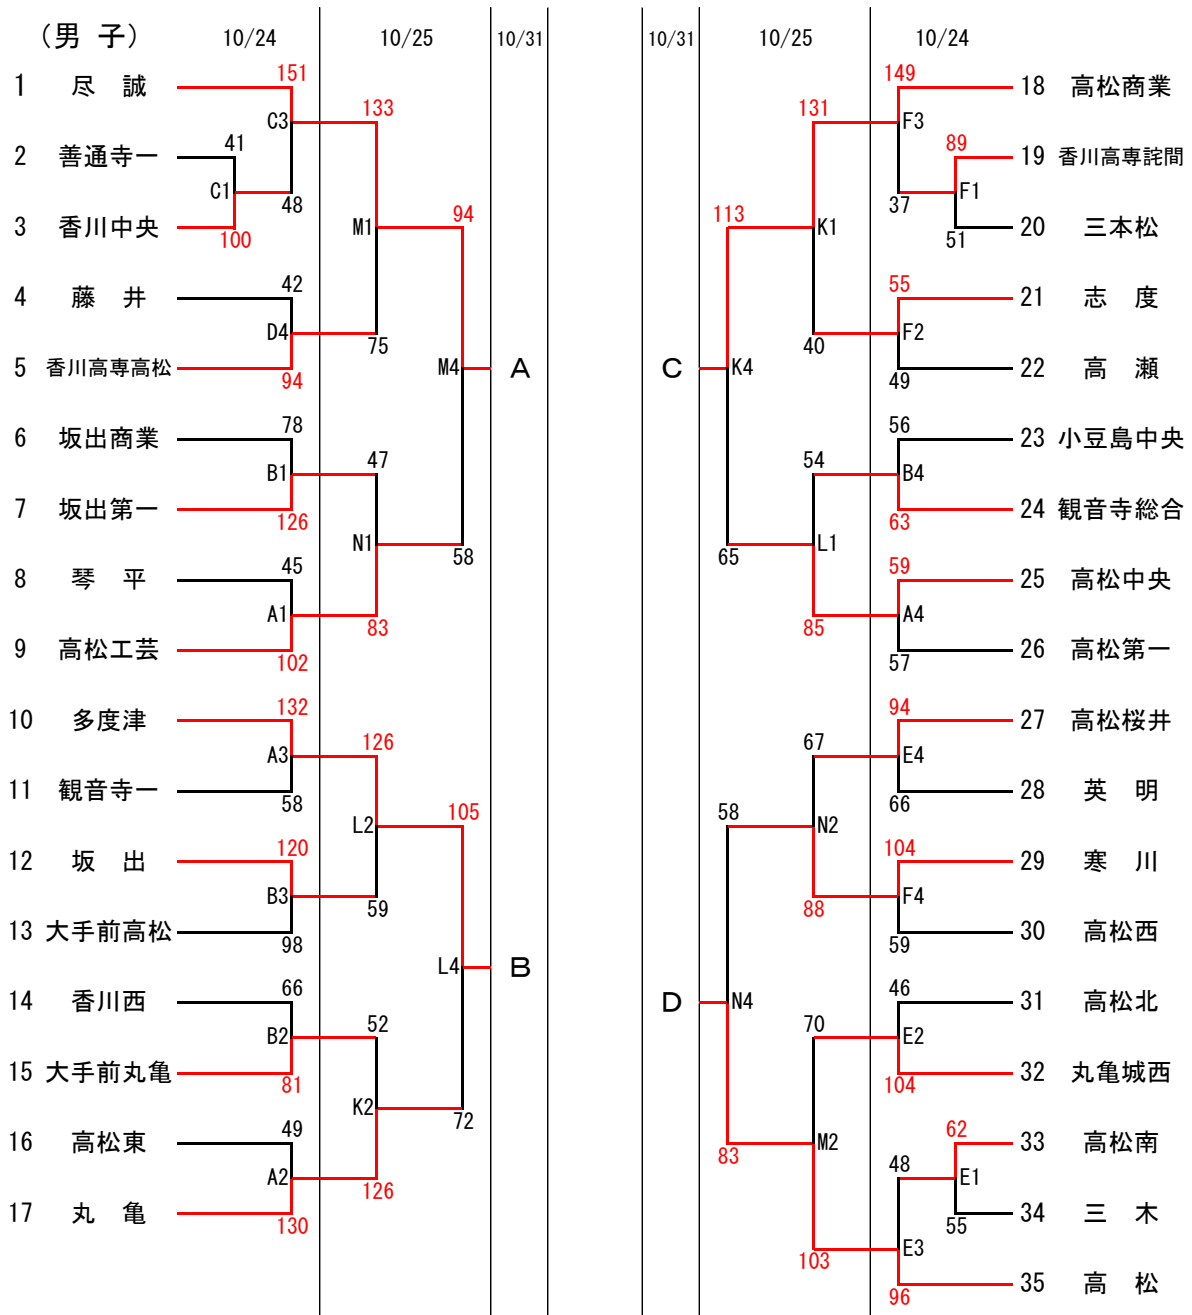 (男 子) 10/24 10/25 10/31 10/31 10/25 10/24
151 133 131 149
1 尽 誠 18 高松商業
C3 F3
41 89
2 善通寺一 19 香川高専詫間
C1 F1
48 37
94 113
3 香川中央 M1 K1 20 三本松
100 51
42 55
4 藤 井 21 志 度
D4 F2
75 40
5 香川高専高松 M4 A C K4 22 高 瀬
94 49
78 56
6 坂出商業 23 小豆島中央
47 54
B1 B4
7 坂出第一 24 観音寺総合
126 63
N1 L1
58 65
45 59
8 琴 平 25 高松中央
A1 A4
83 85
9 高松工芸 26 高松第一
102 57
132 94
10 多度津 27 高松桜井
126 67
A3 E4
11 観音寺一 28 英 明
58 66
105 58
L2 N2
120 104
12 坂 出 29 寒 川
B3 F4
59 88
13 大手前高松 30 高松西
98 59
L4 B
66 46
14 香川西 D N4 31 高松北
52 70
B2 E2
15 大手前丸亀 32 丸亀城西
81 104
K2
72
49 62
16 高松東 M2 33 高松南
83
48
A2 E1
126
17 丸 亀 34 三 木
130 55
E3
103
35 高 松
96